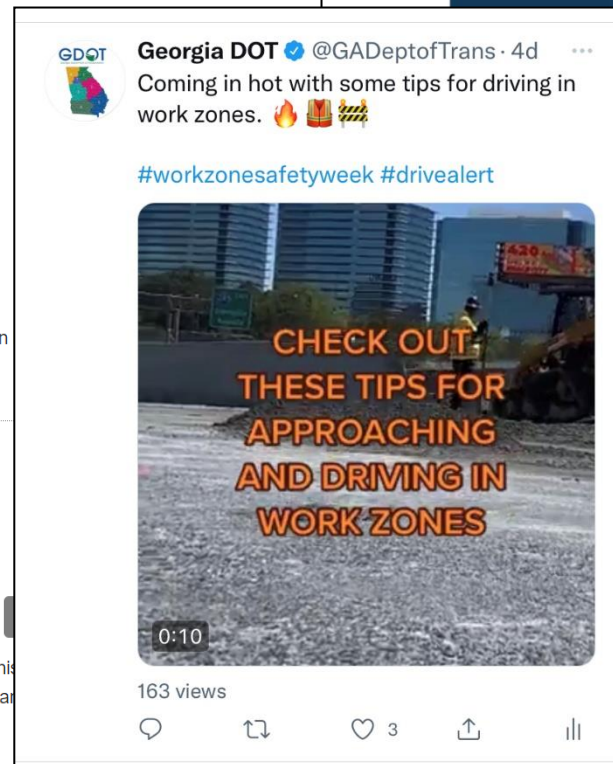 GDOT
Georgia DOT @GADeptofTrans · 4d
Coming in hot with some tips for driving in
work zones. 🔥 🦺 🚧
#workzonesafetyweek #drivealert
420
CHECK OUT
THESE TIPS FOR
APPROACHING
AND DRIVING IN
WORK ZONES
0:10
163 views
3